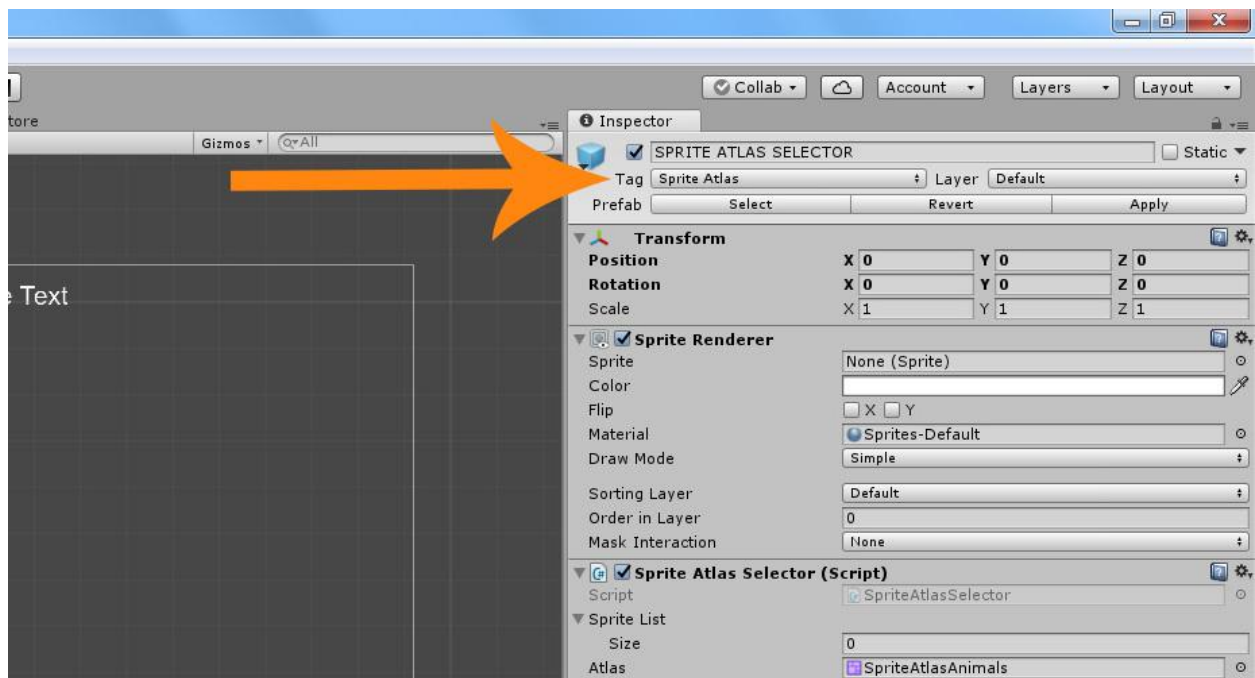 Collab Account Layers Layout
tore
Inspector
Gizmos All
SPRITE ATLAS SELECTOR Static
Tag Sprite Atlas Layer Default
Prefab Select Revert Apply
Transform
Position X 0 Y 0 Z 0
Rotation X 0 Y 0 Z 0
Scale X 1 Y 1 Z 1
e Text
Sprite Renderer
Sprite None (Sprite)
Color
Flip X Y
Material Sprites-Default
Draw Mode Simple
Sorting Layer Default
Order in Layer 0
Mask Interaction None
Sprite Atlas Selector (Script)
Script SpriteAtlasSelector
Sprite List
Size 0
Atlas SpriteAtlasAnimals